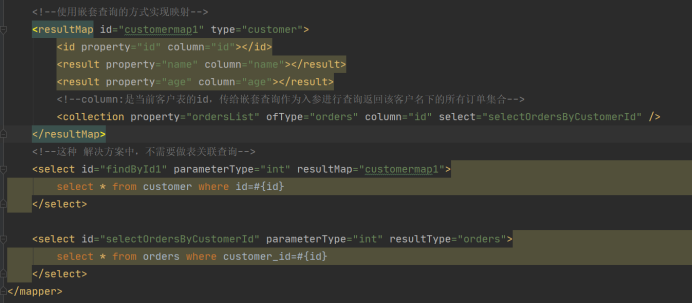 <!--使用嵌套查询的方式实现映射-->
<resultMap id="customermap1" type="customer">
<id property="id" column="id"></id>
<result property="name" column="name"></result>
<result property="age" column="age"></result>
<!--column:是当前客户表的id，传给嵌套查询作为入参进行查询返回该客户名下的所有订单集合-->
<collection property="ordersList" ofType="orders" column="id" select="selectOrdersByCustomerId" />
</resultMap>
<!--这种 解决方案中，不需要做表关联查询-->
<select id="findById1" parameterType="int" resultMap="customermap1">
select * from customer where id=#{id}
</select>
<select id="selectOrdersByCustomerId" parameterType="int" resultType="orders">
select * from orders where customer_id=#{id}
</select>
</mapper>